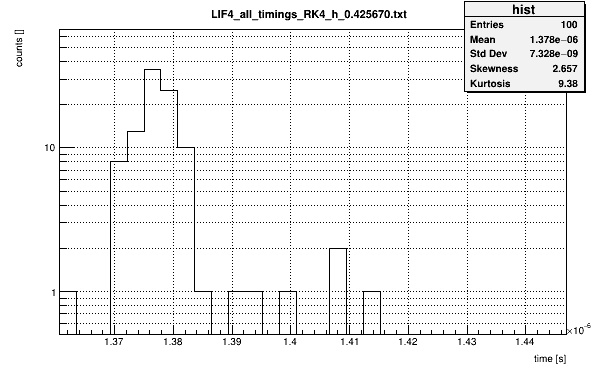 LIF4_all_timings_RK4_h_0.425670.txt
hist
Entries 100
Mean 1.378e−06
Std Dev 7.328e−09
Skewness 2.657
Kurtosis 9.38
counts []
10
1
1.37 1.38 1.39 1.4 1.41 1.42 1.43 1.44
×10−6
time [s]